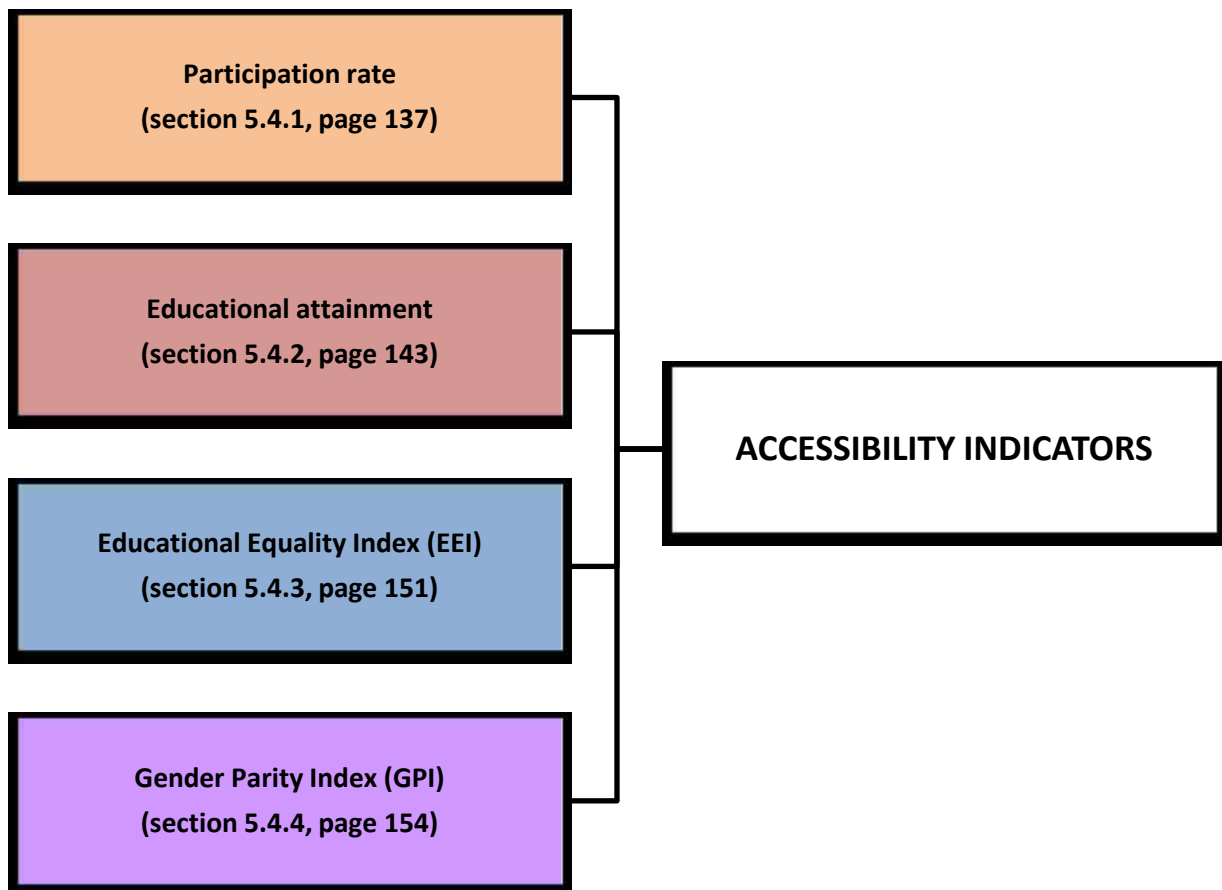 Participation rate
(section 5.4.1, page 137)
Educational attainment
(section 5.4.2, page 143)
ACCESSIBILITY INDICATORS
Educational Equality Index (EEI)
(section 5.4.3, page 151)
Gender Parity Index (GPI)
(section 5.4.4, page 154)